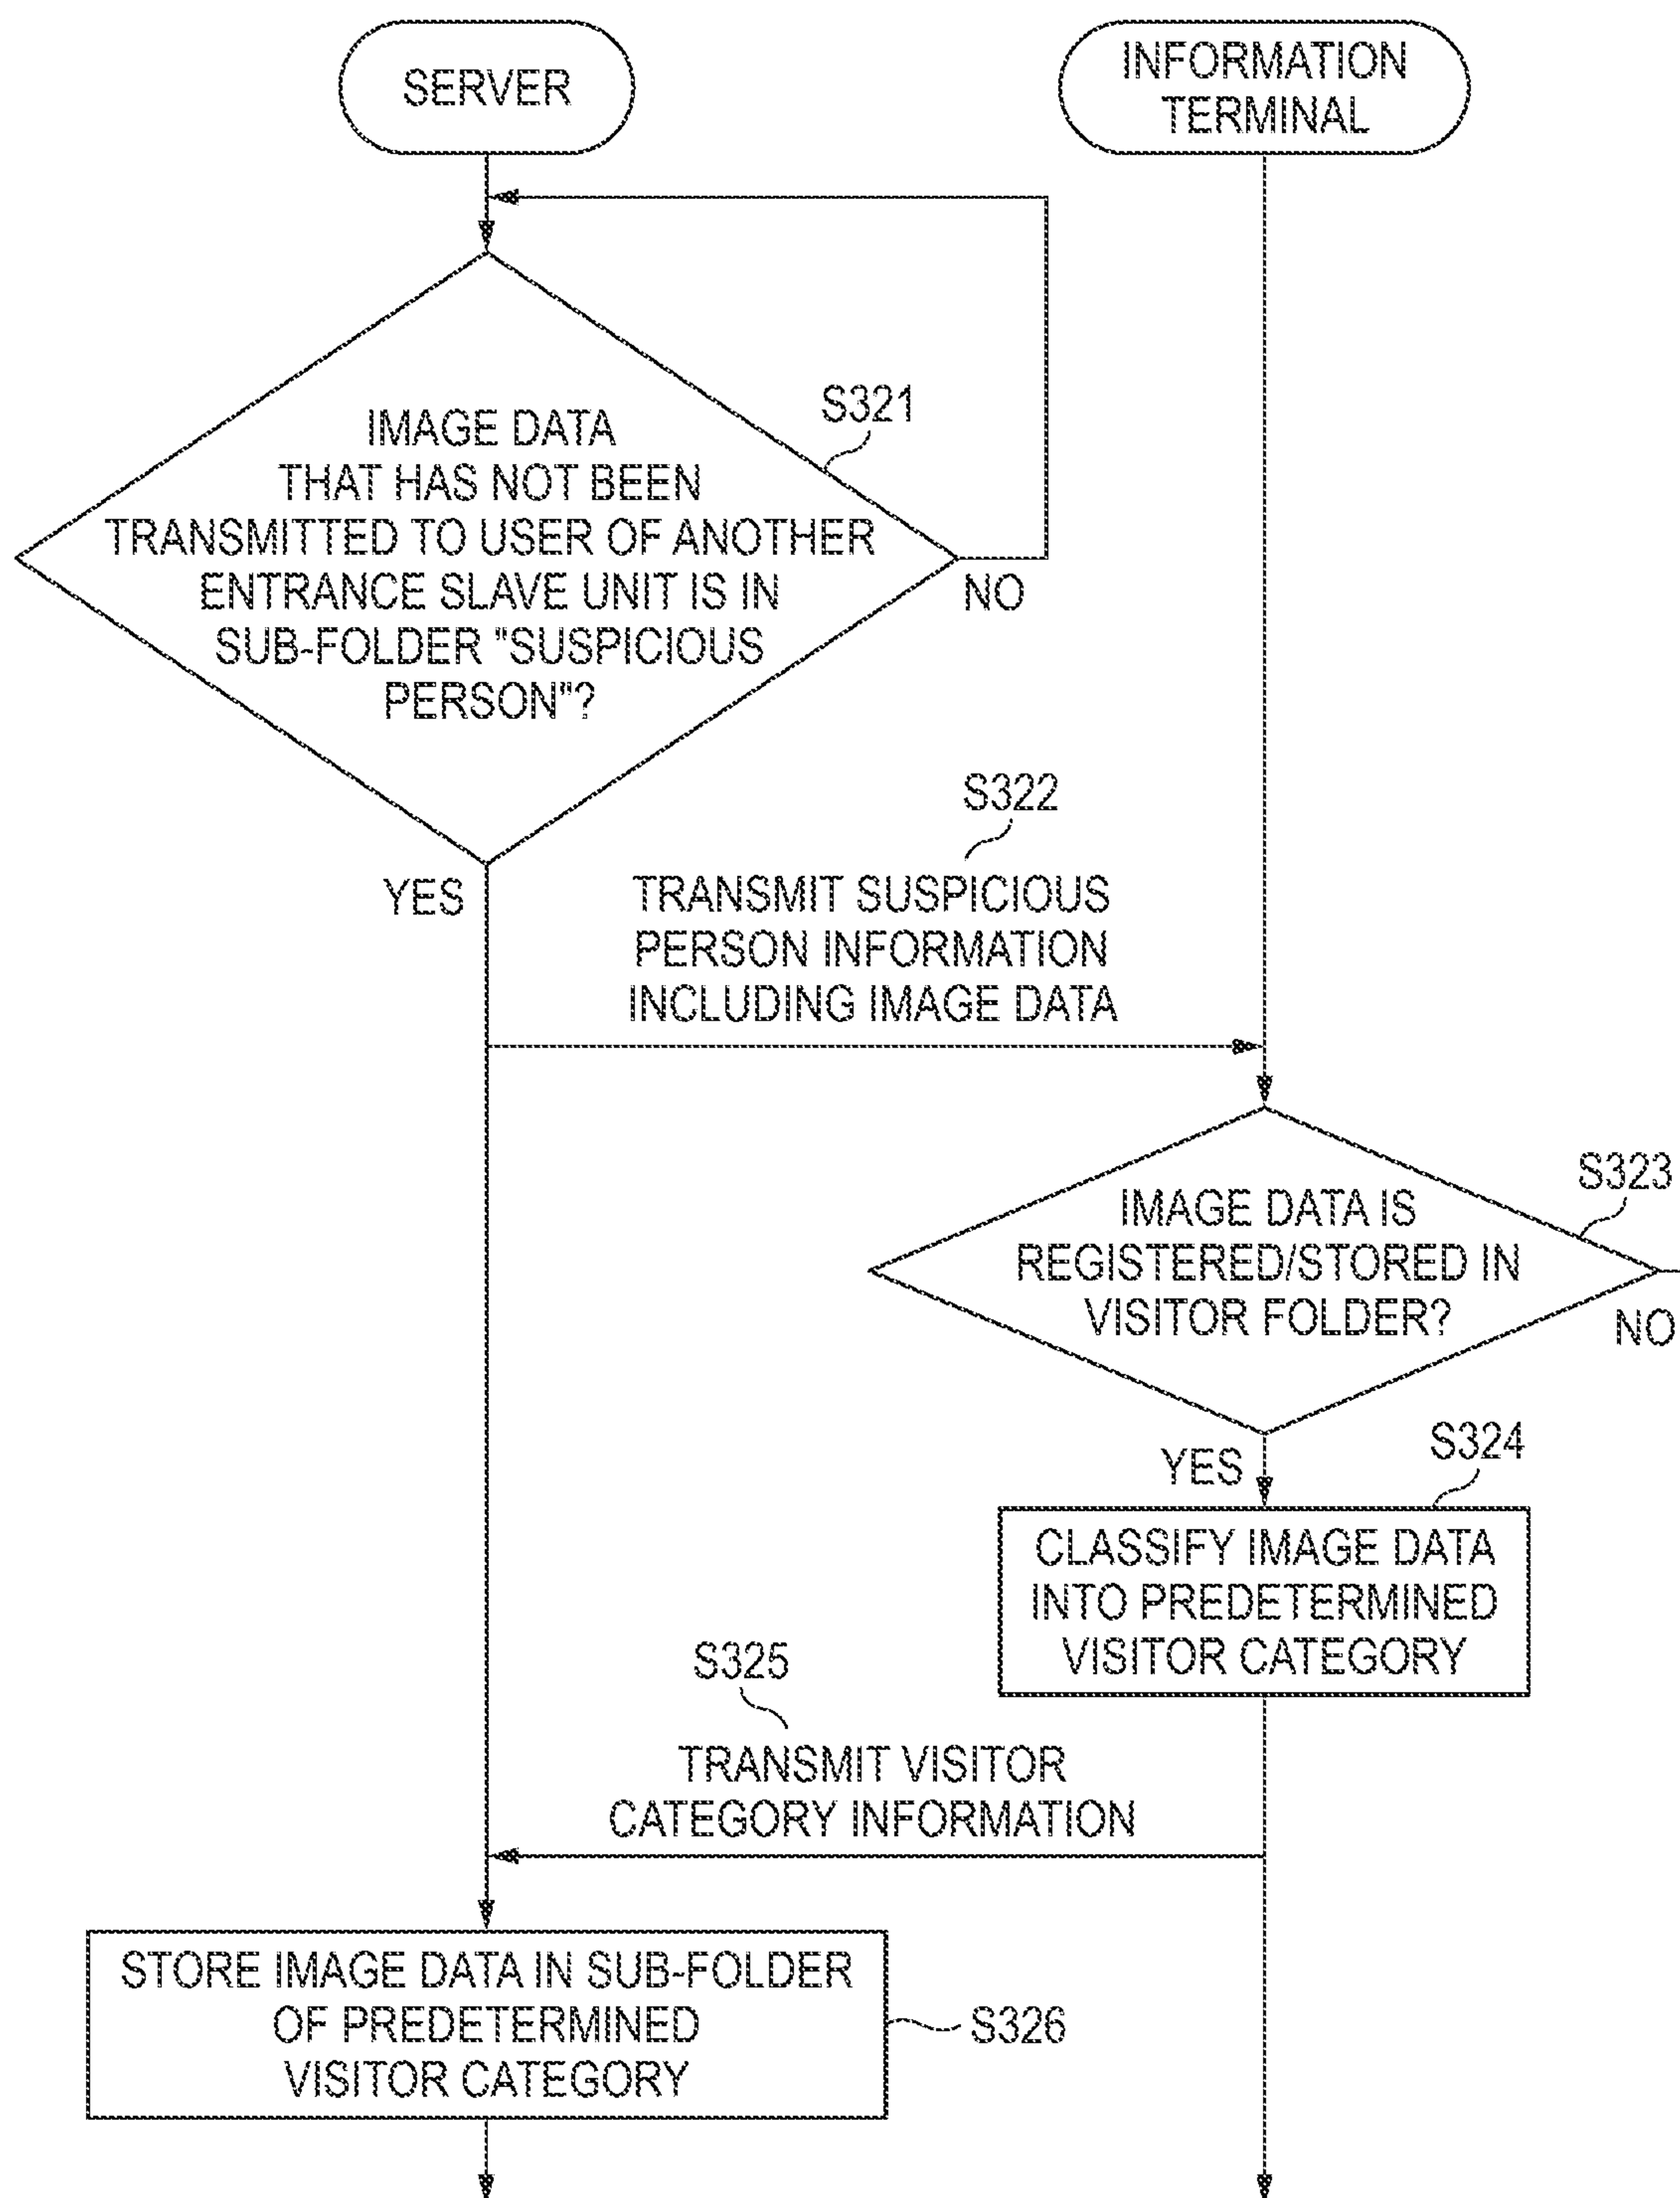 SERVER
INFORMATION
TERMINAL
S321
IMAGE DATA
THAT HAS NOT BEEN
TRANSMITTED TO USER OF ANOTHER
ENTRANCE SLAVE UNIT IS IN
SUB-FOLDER "SUSPICIOUS
PERSON"?
NO
YES
S322
TRANSMIT SUSPICIOUS
PERSON INFORMATION
INCLUDING IMAGE DATA
S323
IMAGE DATA IS
REGISTERED/STORED IN
VISITOR FOLDER?
NO
YES
S324
CLASSIFY IMAGE DATA
INTO PREDETERMINED
VISITOR CATEGORY
S325
TRANSMIT VISITOR
CATEGORY INFORMATION
STORE IMAGE DATA IN SUB-FOLDER
OF PREDETERMINED
VISITOR CATEGORY
S326